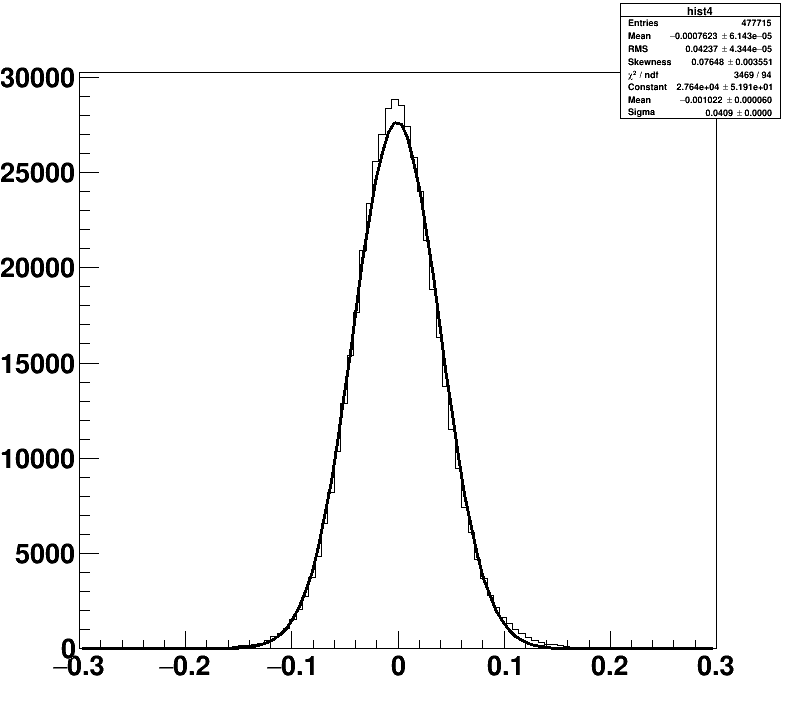 hist4
Entries 477715
Mean −0.0007623 ± 6.143e−05
RMS 0.04237 ± 4.344e−05
Skewness 0.07648 ± 0.003551
χ² / ndf 3469 / 94
Constant 2.764e+04 ± 5.191e+01
Mean −0.001022 ± 0.000060
Sigma 0.0409 ± 0.0000
30000
25000
20000
15000
10000
5000
0
−0.3 −0.2 −0.1 0 0.1 0.2 0.3